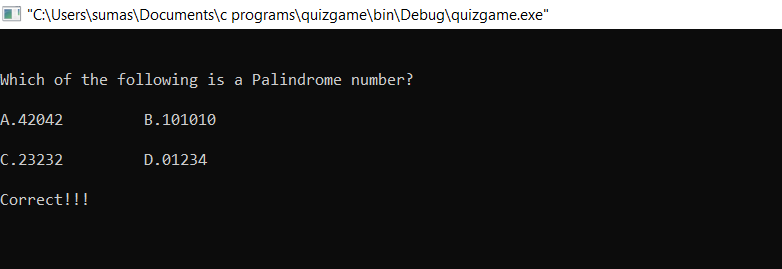 "C:\Users\sumas\Documents\c programs\quizgame\bin\Debug\quizgame.exe"
Which of the following is a Palindrome number?
A.42042 B.101010
C.23232 D.01234
Correct!!!